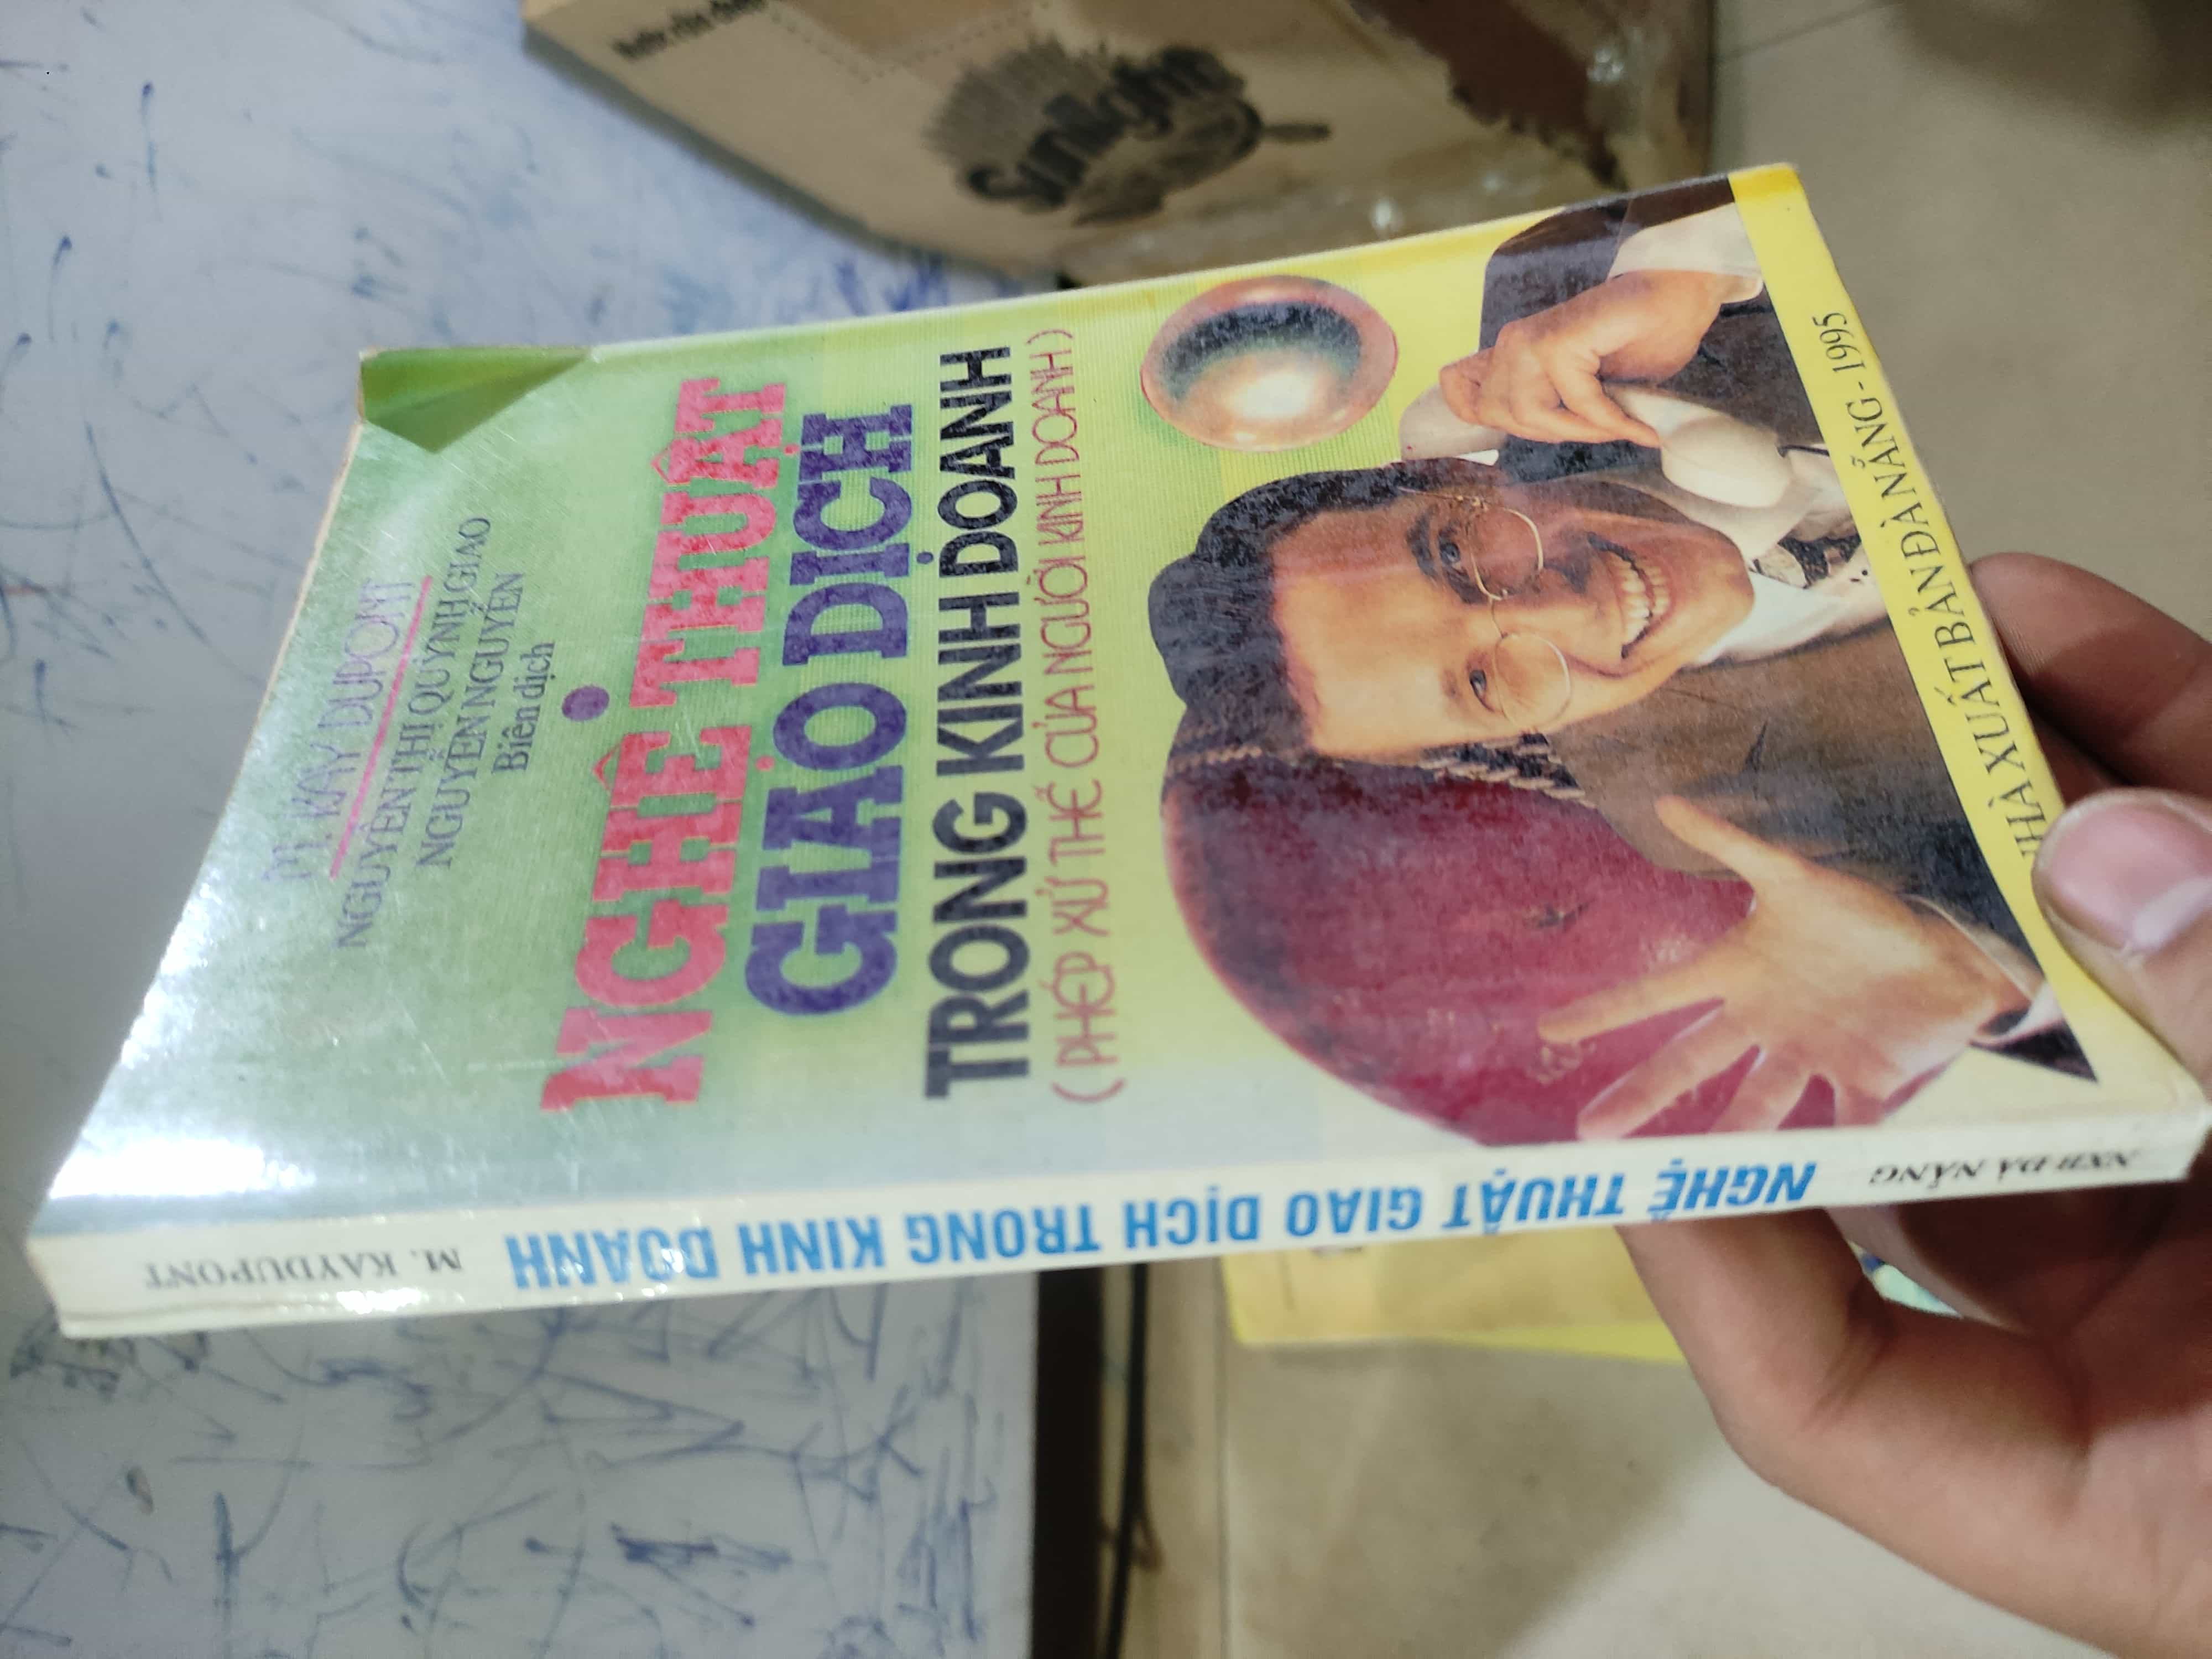 M. KAY DUPONT
NGUYỄN THỊ QUỲNH GIAO
NGUYỄN NGUYÊN
Biên dịch
NGHỆ THUẬT
GIAO DỊCH
TRONG KINH DOANH
( PHÉP XỬ THẾ CỦA NGƯỜI KINH DOANH )
NHÀ XUẤT BẢN ĐÀ NẴNG - 1995
M. KAYDUPONT
NGHỆ THUẬT GIAO DỊCH TRONG KINH DOANH
NXB ĐÀ NẴNG
Sunlight